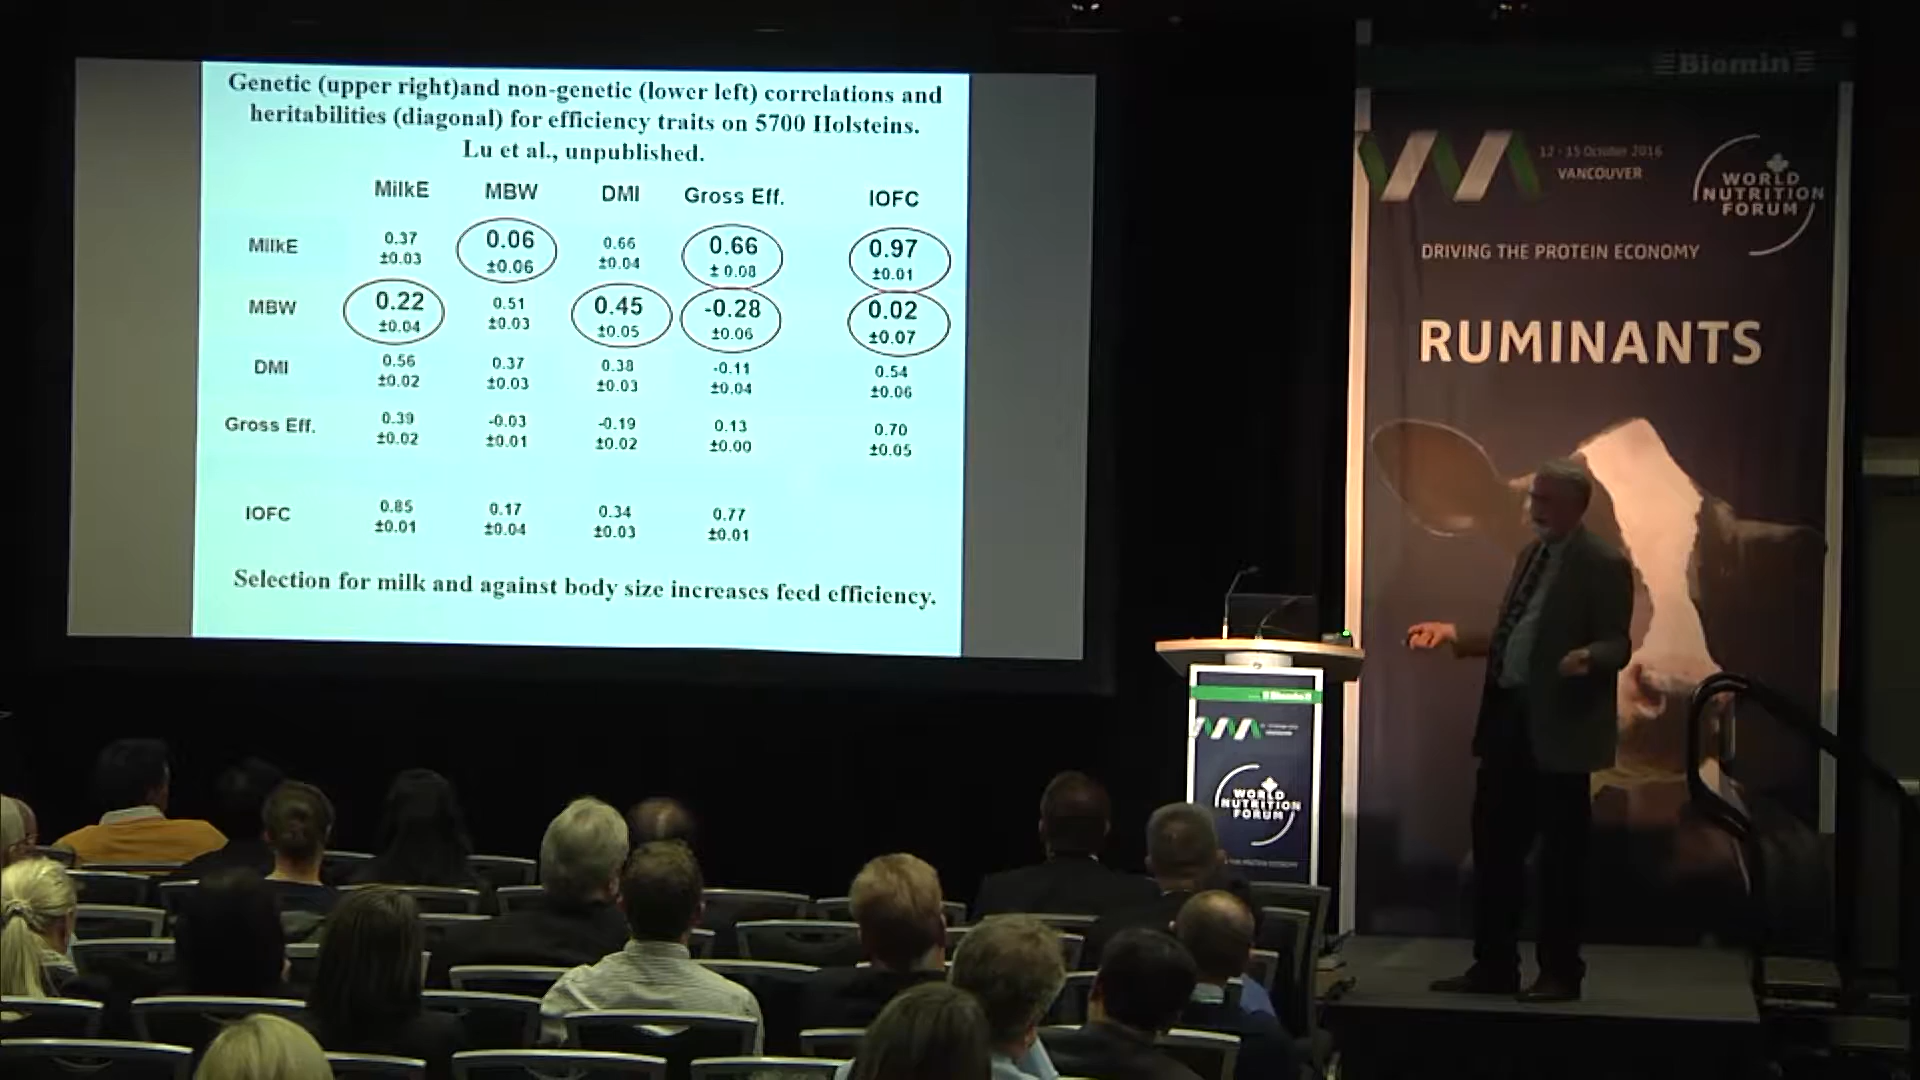 Genetic (upper right)and non-genetic (lower left) correlations and
heritabilities (diagonal) for efficiency traits on 5700 Holsteins.
Lu et al., unpublished.
MilkE MBW DMI Gross Eff. IOFC
MilkE 0.37 0.06 0.66 0.66 0.97
±0.03 ±0.06 ±0.04 ± 0.08 ±0.01
MBW 0.22 0.51 0.45 -0.28 0.02
±0.04 ±0.03 ±0.05 ±0.06 ±0.07
DMI 0.56 0.37 0.38 -0.11 0.54
±0.02 ±0.03 ±0.03 ±0.04 ±0.06
Gross Eff. 0.39 -0.03 -0.19 0.13 0.70
±0.02 ±0.01 ±0.02 ±0.00 ±0.05
IOFC 0.85 0.17 0.34 0.77
±0.01 ±0.04 ±0.03 ±0.01
Selection for milk and against body size increases feed efficiency.
Biomin
12 - 15 October 2016
VANCOUVER
WORLD
NUTRITION
FORUM
DRIVING THE PROTEIN ECONOMY
RUMINANTS
Biomin
WORLD
NUTRITION
FORUM